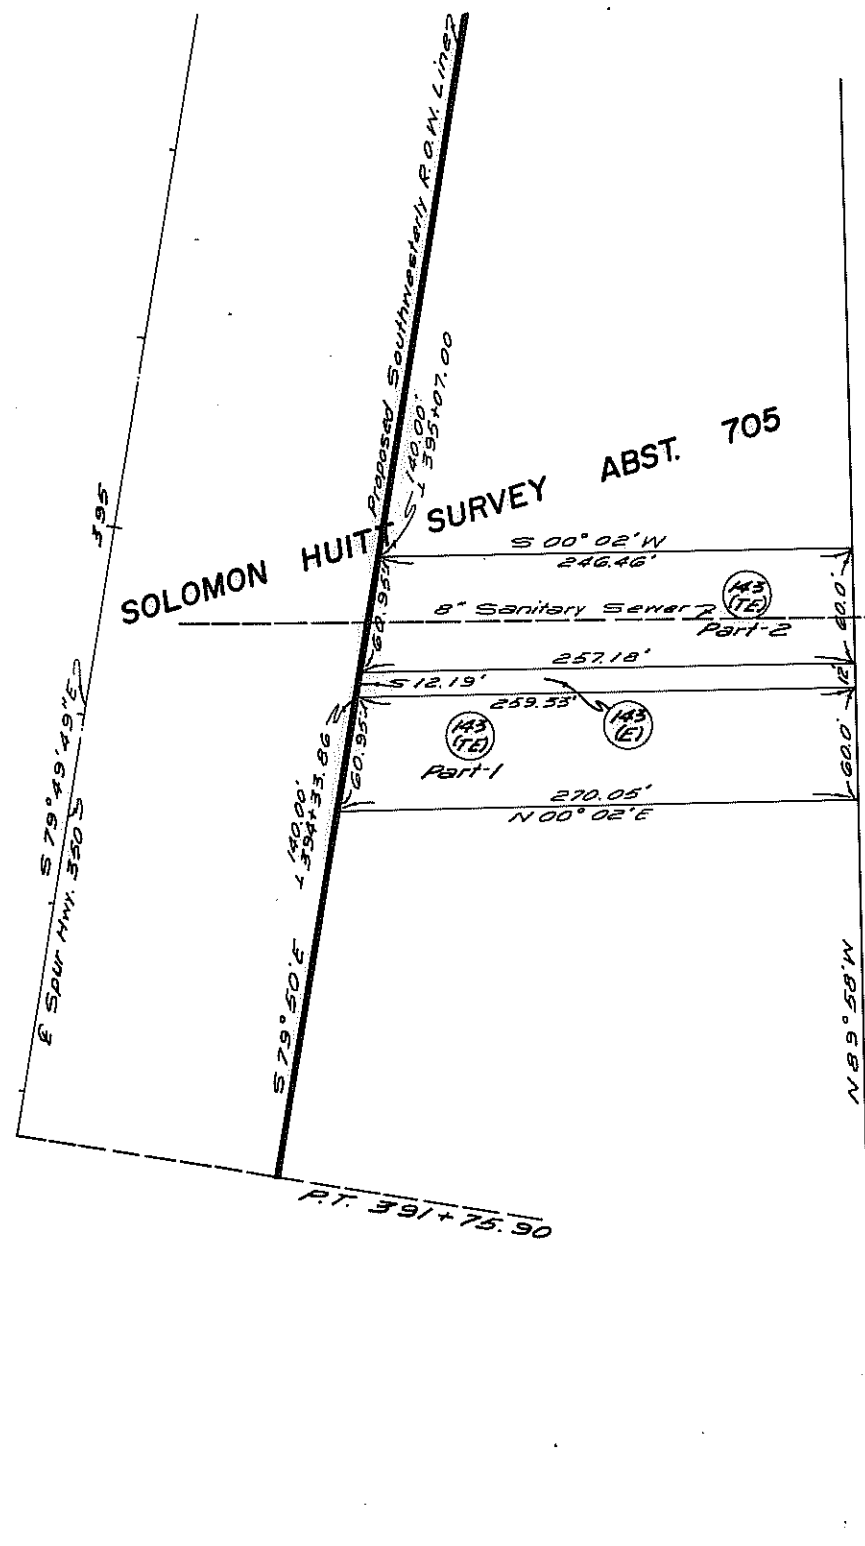 Proposed Southwesterly R.O.W. Line
140.00'
⊥ 395+07.00
SOLOMON HUITT SURVEY ABST. 705
395
S 00° 02' W
246.46'
60.95'
8" Sanitary Sewer
143
(TE)
Part-2
60.0'
257.18'
12.19'
12'
259.33'
143
(E)
143
(TE)
Part-1
60.95'
60.0'
140.00'
⊥ 394+33.86
270.05'
N 00° 02' E
S 79° 49' 49" E
℄ Spur Hwy. 350
S 79° 50' E
N 89° 58' W
P.T. 391+75.90